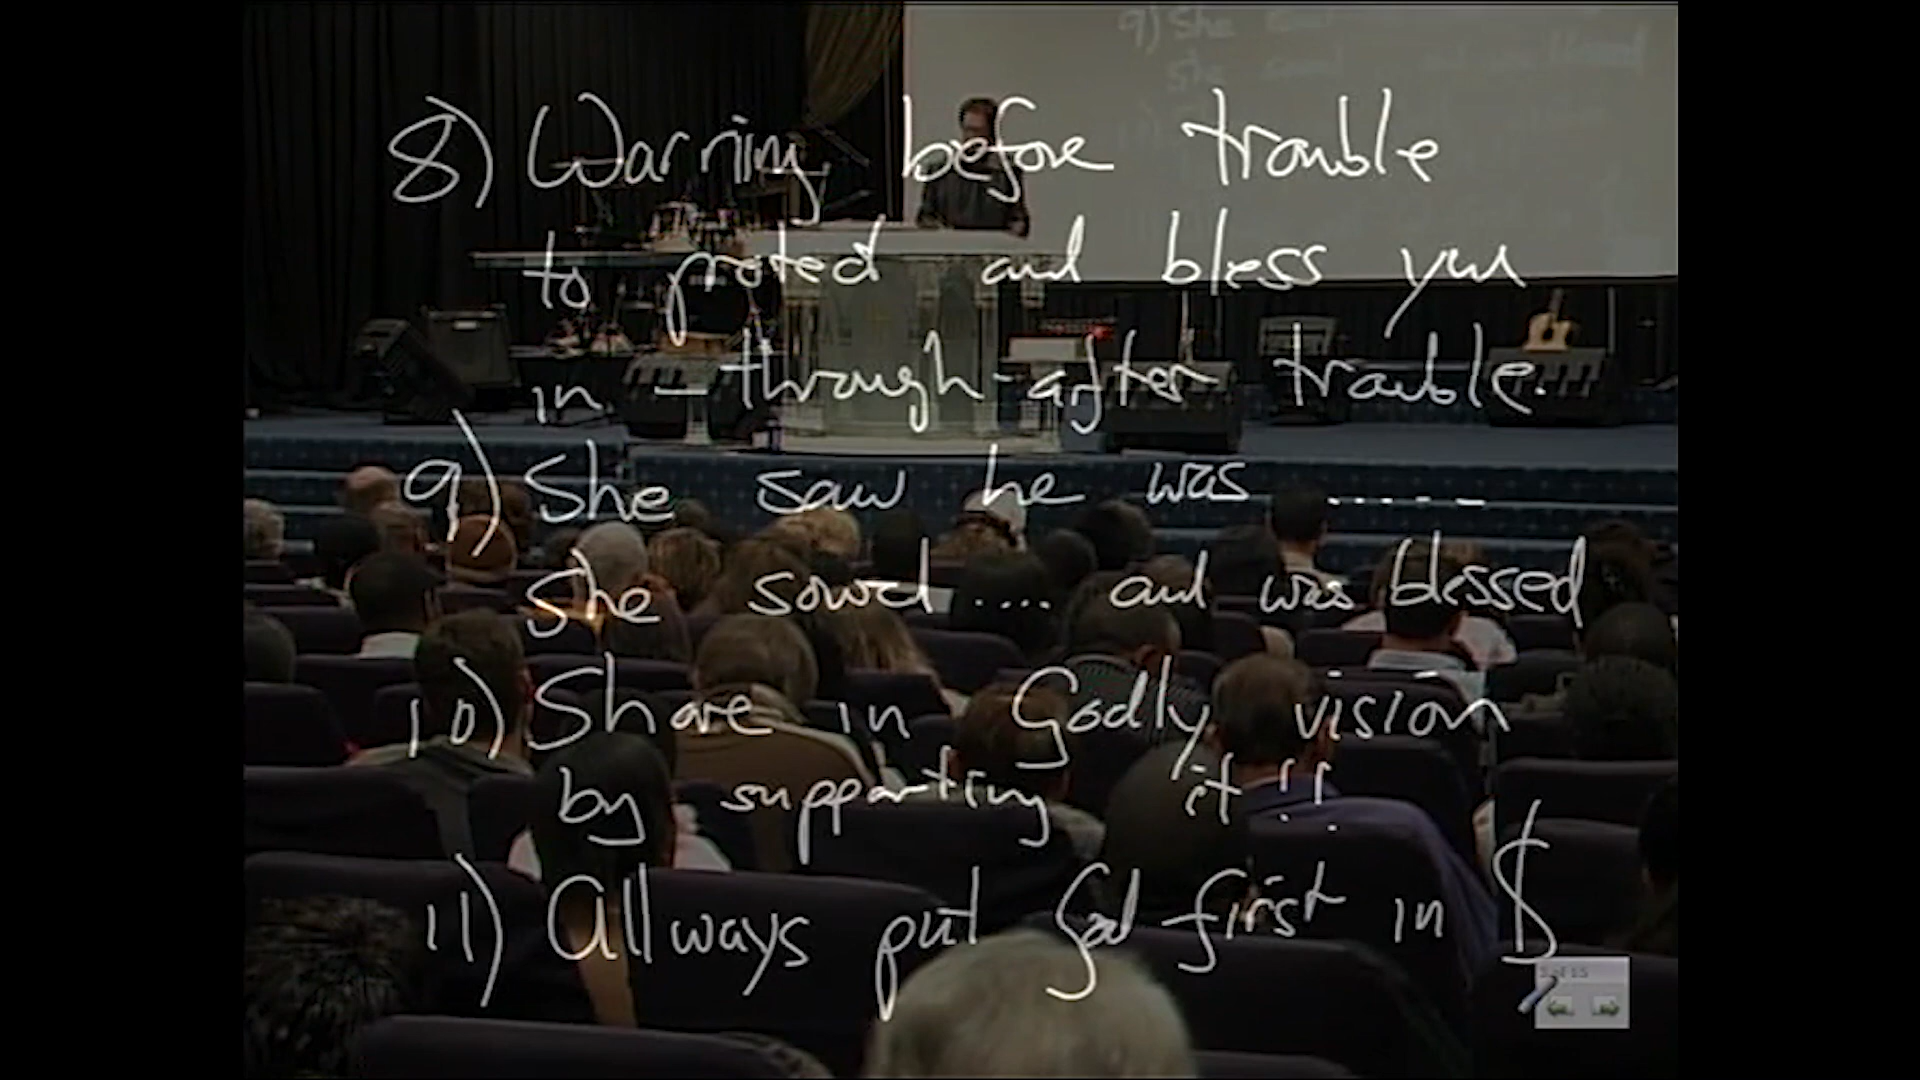 8) Warning before trouble
to protect and bless you
in - through - after trouble.
9) She saw he was ......
She sowed .... and was blessed
10) Share in Godly vision
by supporting it!!
11) Allways put God first in $